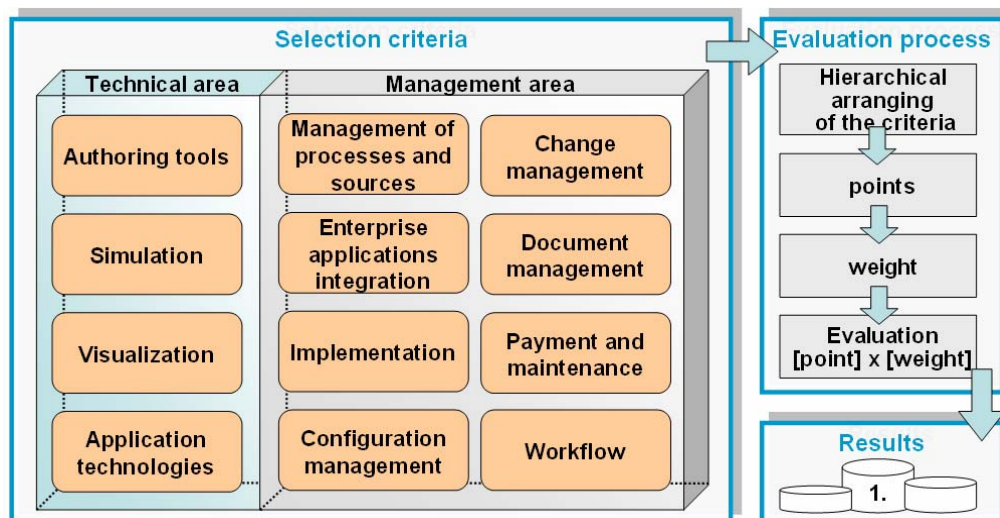 Selection criteria
Technical area
Management area
Authoring tools
Management of
processes and
sources
Change
management
Simulation
Enterprise
applications
integration
Document
management
Visualization
Implementation
Payment and
maintenance
Application
technologies
Configuration
management
Workflow
Evaluation process
Hierarchical
arranging
of the criteria
points
weight
Evaluation
[point] x [weight]
Results
1.